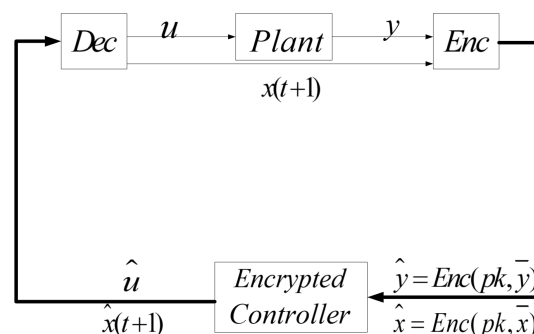 Dec
u
Plant
y
Enc
x(t+1)
û
x̂(t+1)
Encrypted
Controller
ŷ = Enc(pk, ȳ)
x̂ = Enc(pk, x̄)